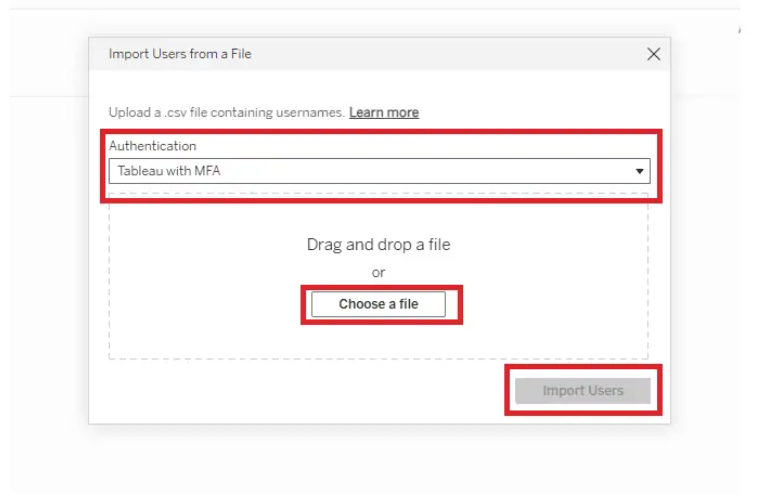 Import Users from a File
Upload a .csv file containing usernames. Learn more
Authentication
Tableau with MFA
Drag and drop a file
or
Choose a file
Import Users